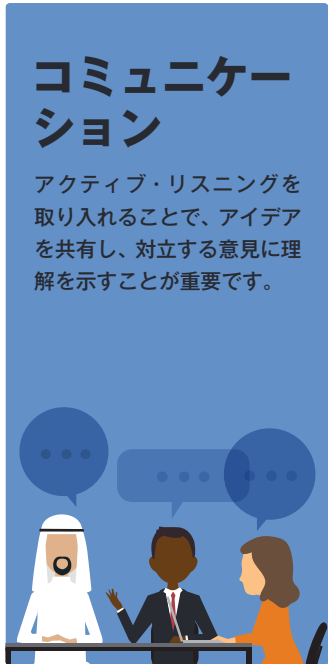 コミュニケー
ション
アクティブ・リスニングを
取り入れることで、アイデア
を共有し、対立する意見に理
解を示すことが重要です。